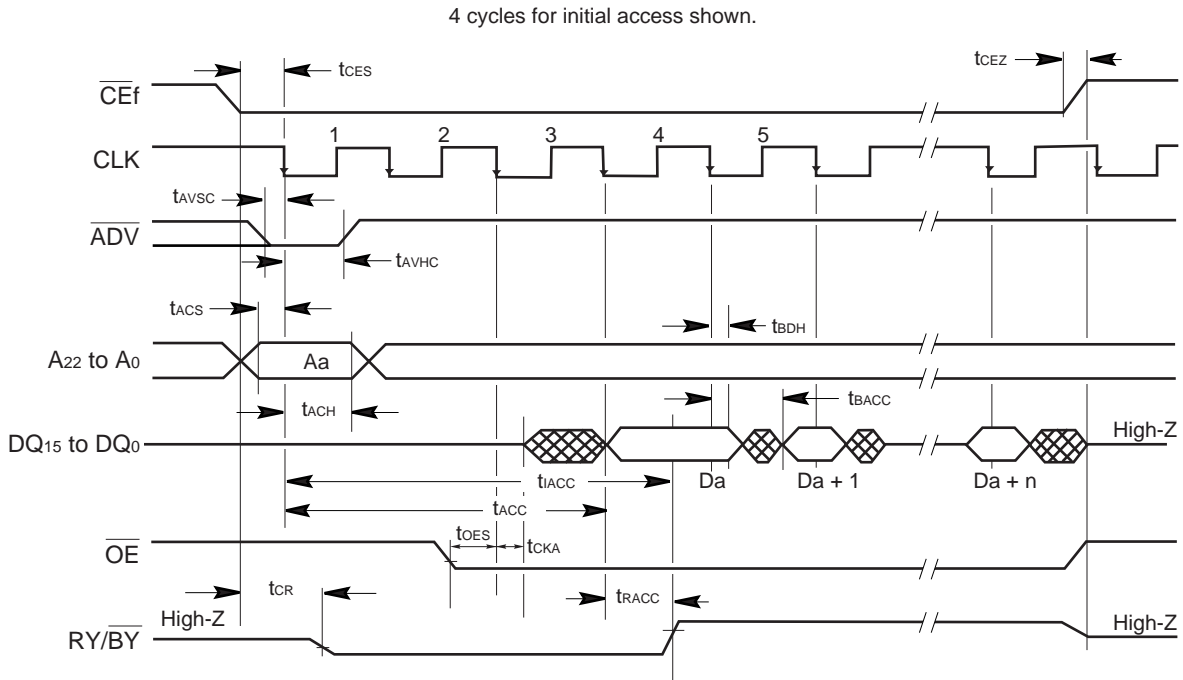 4 cycles for initial access shown.
tCES
tCEZ
CEf
1 2 3 4 5
CLK
tAVSC
ADV
tAVHC
tACS
tBDH
A22 to A0
Aa
tACH
tBACC
DQ15 to DQ0
High-Z
tIACC
Da
Da + 1
Da + n
tACC
tOES
tCKA
OE
tCR
tRACC
High-Z
High-Z
RY/BY